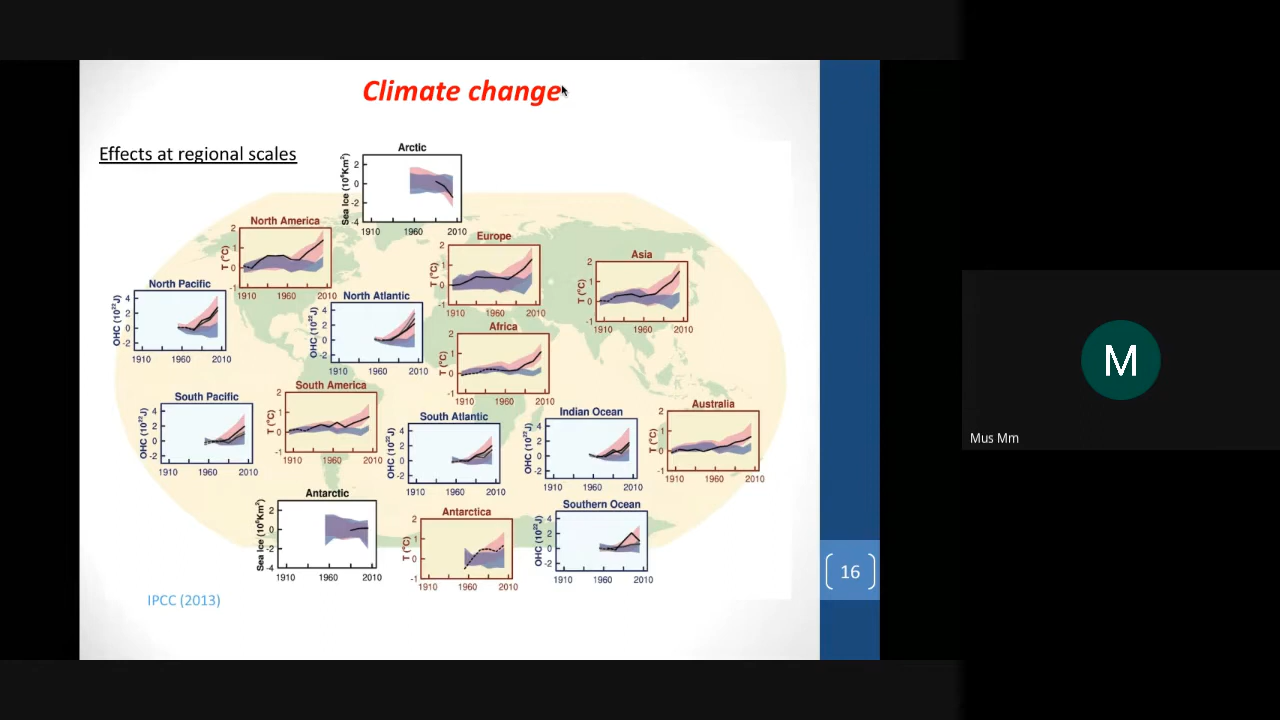 Climate change
Effects at regional scales
Arctic
Sea Ice (10⁶Km²)
2
0
-2
-4
1910 1960 2010
North America
T (°C)
2
1
0
-1
1910 1960 2010
Europe
T (°C)
2
1
0
-1
1910 1960 2010
Asia
T (°C)
2
1
0
-1
1910 1960 2010
North Pacific
OHC (10²²J)
4
2
0
-2
1910 1960 2010
North Atlantic
OHC (10²²J)
4
2
0
-2
1910 1960 2010
Africa
T (°C)
2
1
0
-1
1910 1960 2010
South Pacific
OHC (10²²J)
4
2
0
-2
1910 1960 2010
South America
T (°C)
2
1
0
-1
1910 1960 2010
South Atlantic
OHC (10²²J)
4
2
0
-2
1910 1960 2010
Indian Ocean
OHC (10²²J)
4
2
0
-2
1910 1960 2010
Australia
T (°C)
2
1
0
-1
1910 1960 2010
Antarctic
Sea Ice (10⁶Km²)
2
0
-2
-4
1910 1960 2010
Antarctica
T (°C)
2
1
0
-1
1910 1960 2010
Southern Ocean
OHC (10²²J)
4
2
0
-2
1910 1960 2010
IPCC (2013)
16
M
Mus Mm